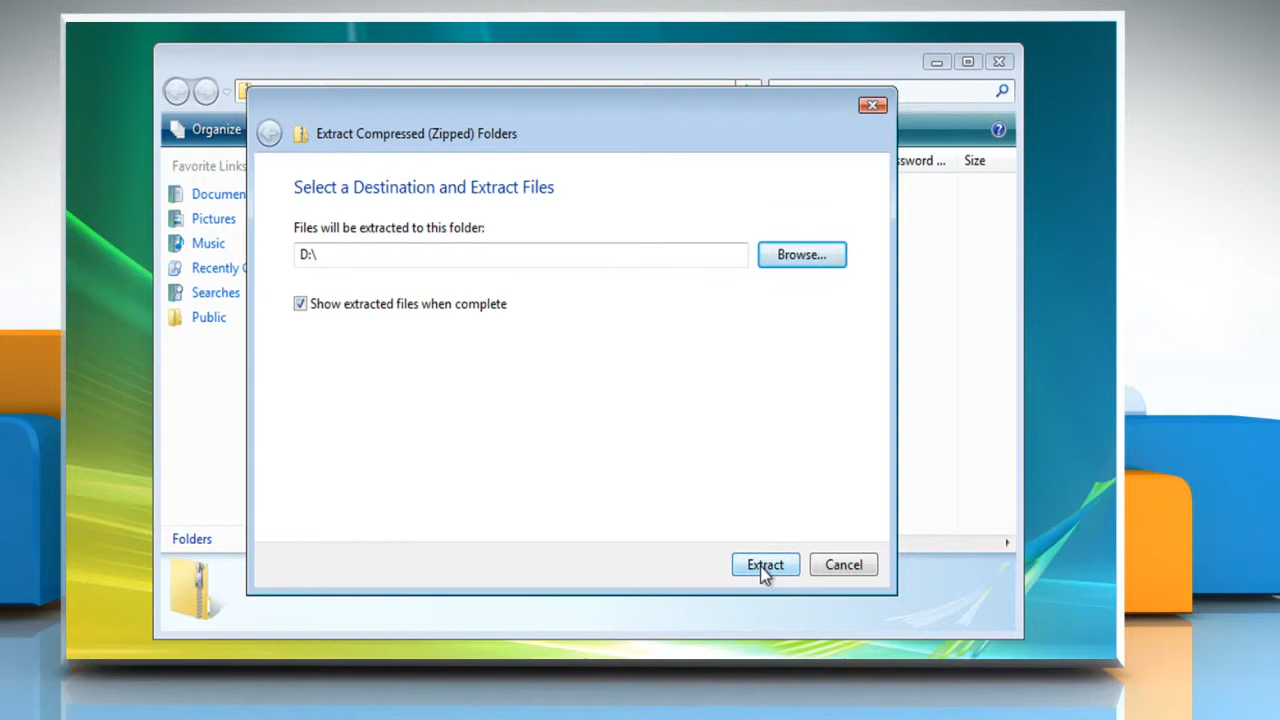 Extract Compressed (Zipped) Folders
Organize
ssword ...
Size
Favorite Links
Select a Destination and Extract Files
Documen
Files will be extracted to this folder:
Pictures
D:\
Browse...
Music
Recently C
Searches
Show extracted files when complete
Public
Folders
Extract
Cancel